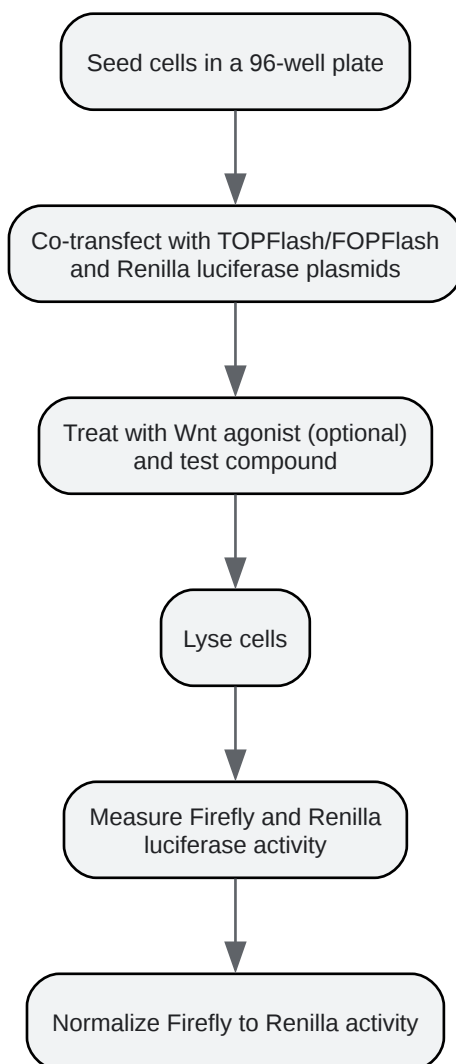 Seed cells in a 96-well plate
Co-transfect with TOPFlash/FOPFlash
and Renilla luciferase plasmids
Treat with Wnt agonist (optional)
and test compound
Lyse cells
Measure Firefly and Renilla
luciferase activity
Normalize Firefly to Renilla activity